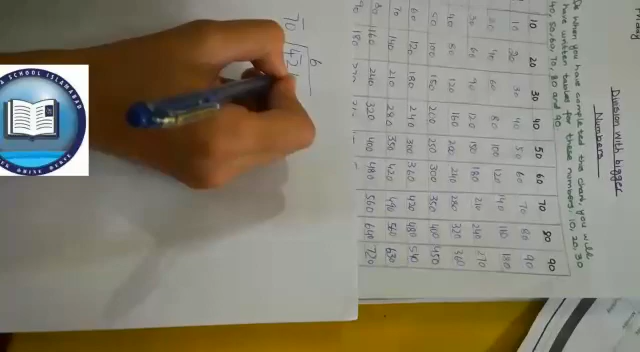 Friday
Division with bigger
Numbers
When you have completed the chart, you will
have written tables for these numbers: 10, 20, 30
40, 50, 60, 70, 80 and 90
10 20 30 40 50 60 70 80 90
10 20 30 40 50 60 70 80 90
20 40 60 80 100 120 140 160 180
30 60 90 120 150 180 210 240 270
40 80 120 160 200 240 280 320 360
50 100 150 200 250 300 350 400 450
60 120 180 240 300 360 420 480 540
70 140 210 280 350 420 490 560 630
80 160 240 320 400 480 560 640 720
90 180
6
70 42
SCHOOL ISLAMABAD